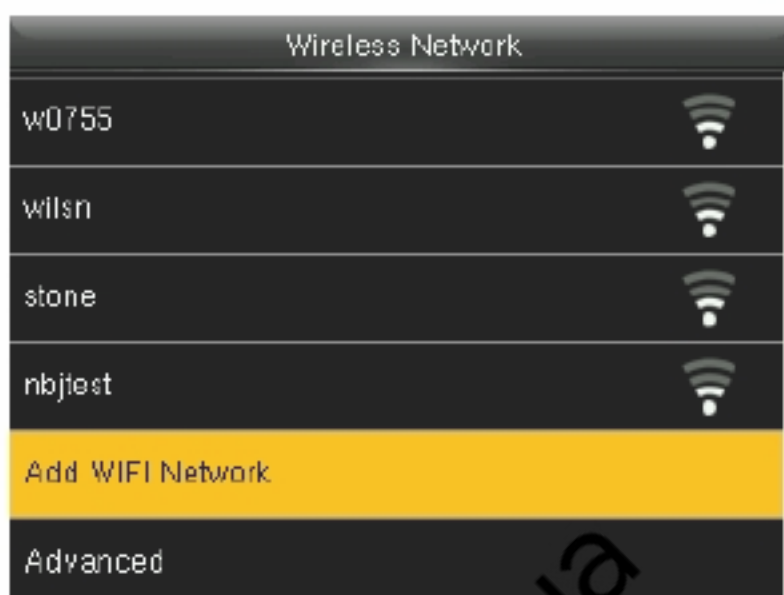 Wireless Network
w0755
wilsn
stone
nbjtest
Add WIFI Network
Advanced